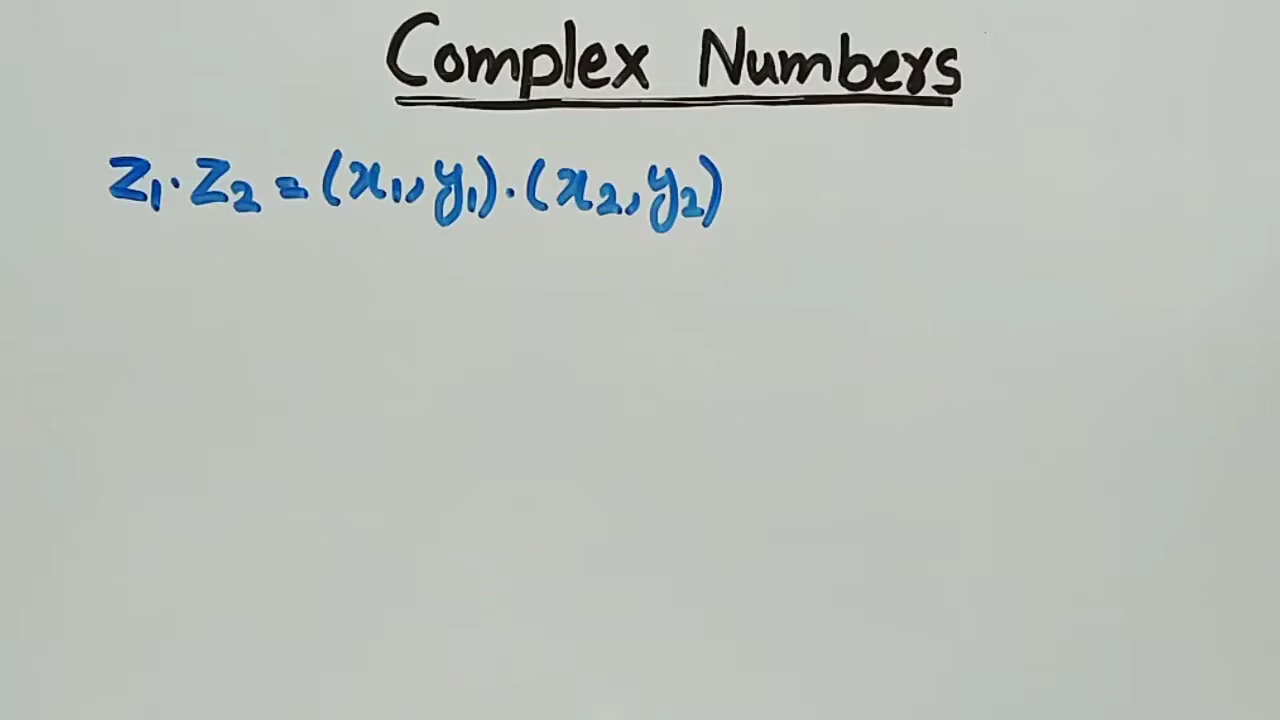 Complex Numbers
z₁·z₂ = (x₁, y₁)·(x₂, y₂)